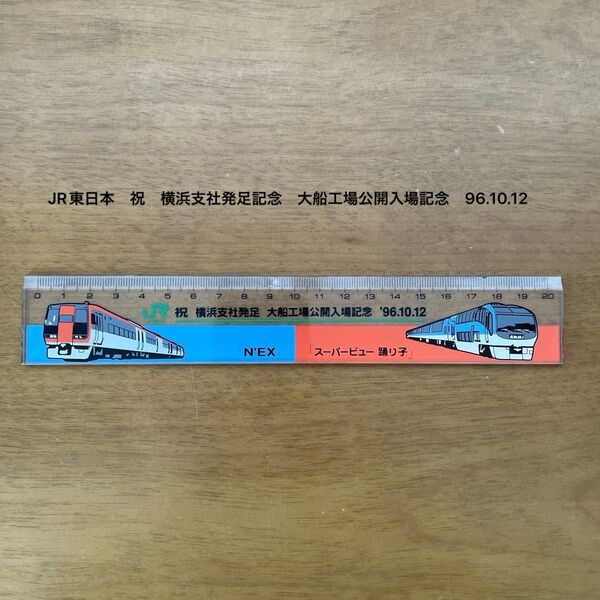 JR東日本 祝 横浜支社発足記念 大船工場公開入場記念 96.10.12
0 1 2 3 4 5 6 7 8 9 10 11 12 13 14 15 16 17 18 19 20
JR 祝 横浜支社発足 大船工場公開入場記念 '96.10.12
N'EX 「スーパービュー 踊り子」